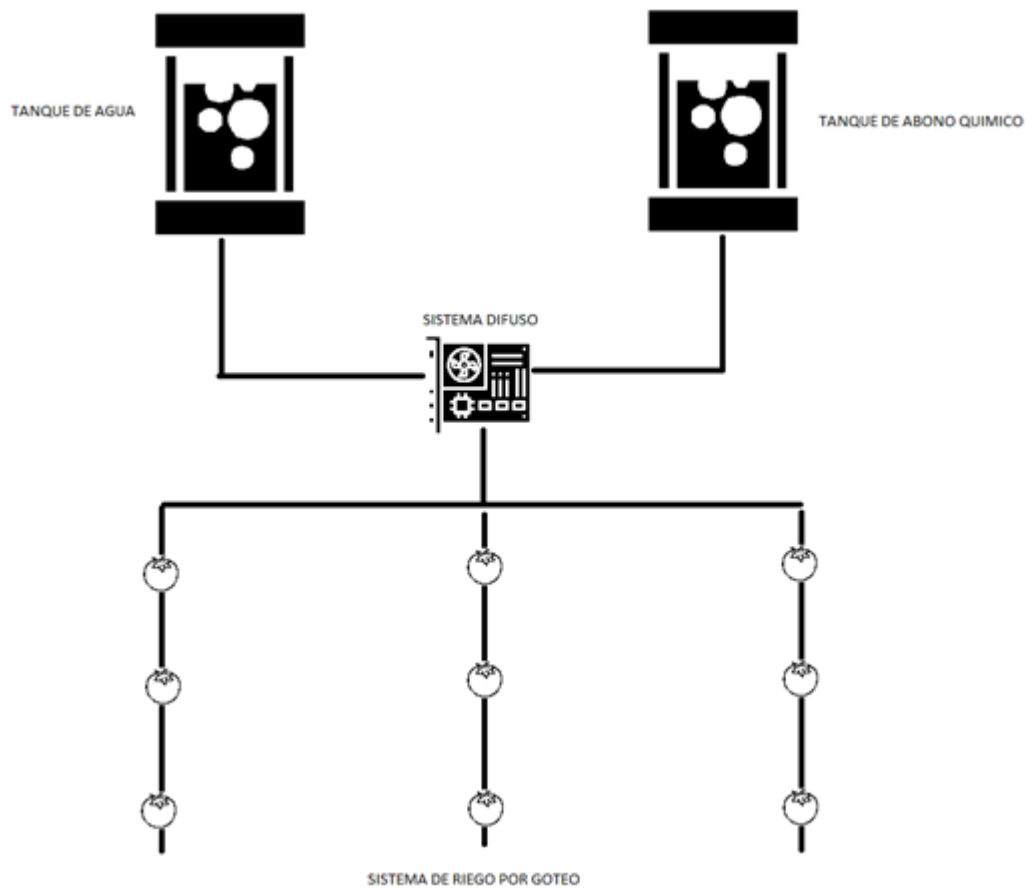 TANQUE DE AGUA
TANQUE DE ABONO QUIMICO
SISTEMA DIFUSO
SISTEMA DE RIEGO POR GOTEO